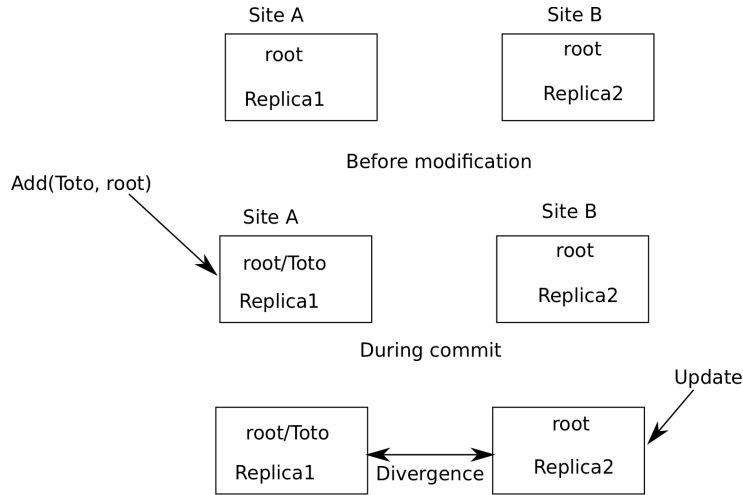 Site A
Site B
root
root
Replica1
Replica2
Before modification
Add(Toto, root)
Site A
Site B
root/Toto
root
Replica1
Replica2
During commit
Update
root/Toto
root
Replica1
Divergence
Replica2